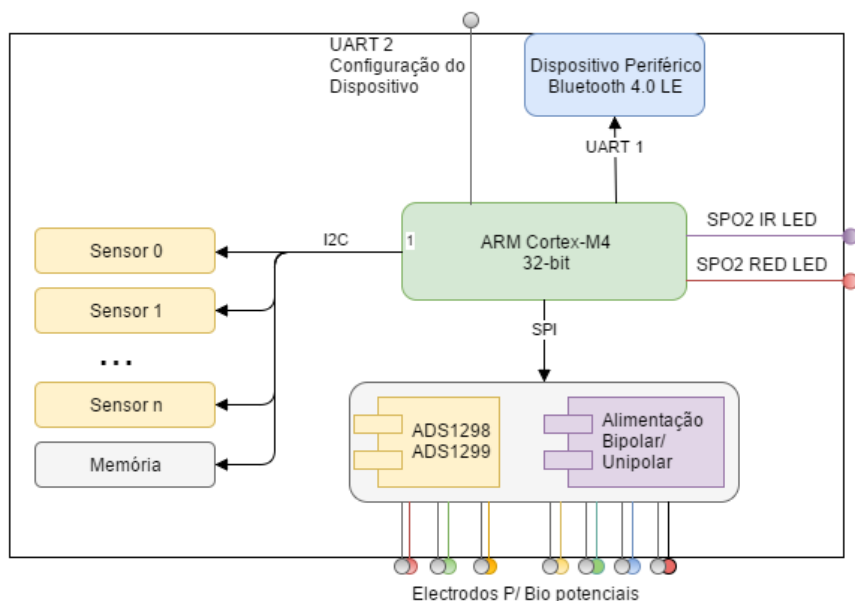 UART 2
Configuração do
Dispositivo
Dispositivo Periférico
Bluetooth 4.0 LE
UART 1
SPO2 IR LED
SPO2 RED LED
I2C
1
ARM Cortex-M4
32-bit
Sensor 0
Sensor 1
...
Sensor n
Memória
SPI
ADS1298
ADS1299
Alimentação
Bipolar/
Unipolar
Electrodos P/ Bio potenciais